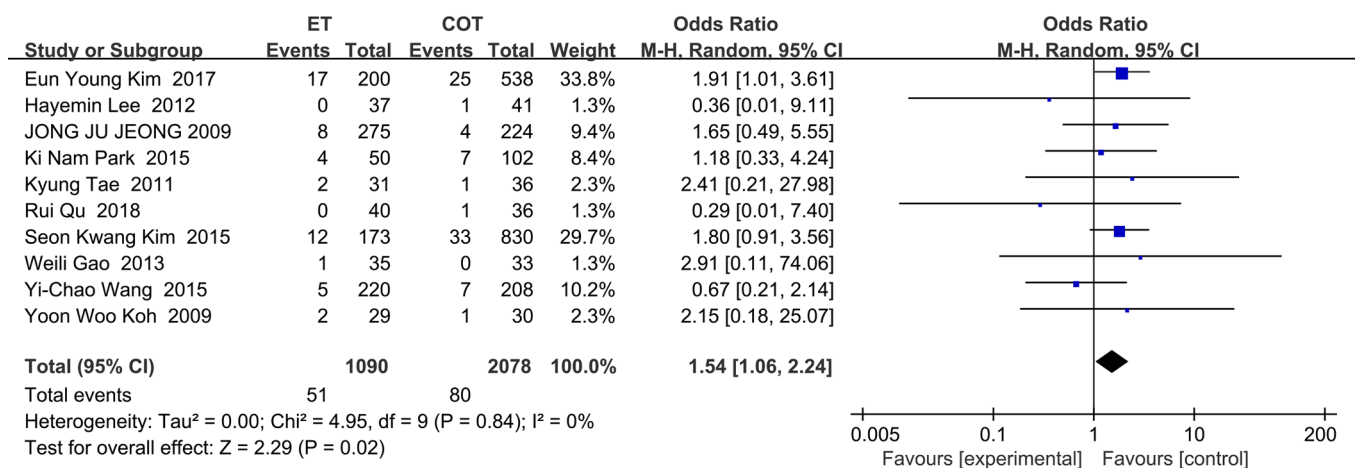 ET COT Odds Ratio Odds Ratio
Study or Subgroup Events Total Events Total Weight M-H, Random, 95% CI M-H, Random, 95% CI
Eun Young Kim 2017 17 200 25 538 33.8% 1.91 [1.01, 3.61]
Hayemin Lee 2012 0 37 1 41 1.3% 0.36 [0.01, 9.11]
JONG JU JEONG 2009 8 275 4 224 9.4% 1.65 [0.49, 5.55]
Ki Nam Park 2015 4 50 7 102 8.4% 1.18 [0.33, 4.24]
Kyung Tae 2011 2 31 1 36 2.3% 2.41 [0.21, 27.98]
Rui Qu 2018 0 40 1 36 1.3% 0.29 [0.01, 7.40]
Seon Kwang Kim 2015 12 173 33 830 29.7% 1.80 [0.91, 3.56]
Weili Gao 2013 1 35 0 33 1.3% 2.91 [0.11, 74.06]
Yi-Chao Wang 2015 5 220 7 208 10.2% 0.67 [0.21, 2.14]
Yoon Woo Koh 2009 2 29 1 30 2.3% 2.15 [0.18, 25.07]
Total (95% CI) 1090 2078 100.0% 1.54 [1.06, 2.24]
Total events 51 80
Heterogeneity: Tau² = 0.00; Chi² = 4.95, df = 9 (P = 0.84); I² = 0%
Test for overall effect: Z = 2.29 (P = 0.02)
0.005 0.1 1 10 200
Favours [experimental] Favours [control]